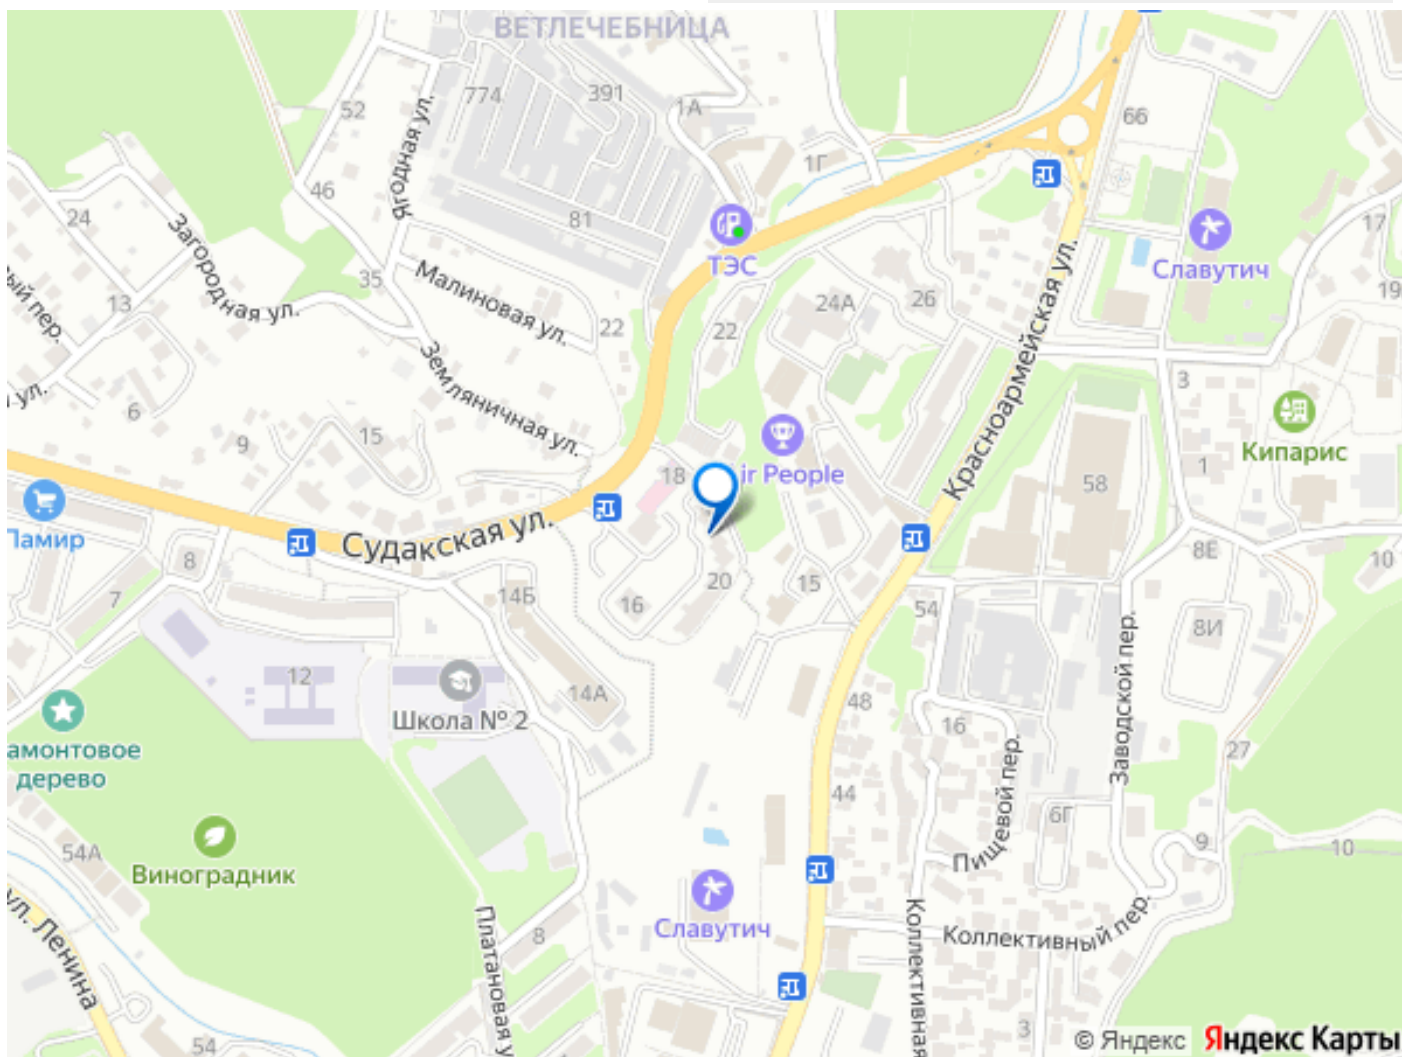 ВЕТЛЕЧЕБНИЦА
774
391
1А
52
66
Ягодная ул.
1Г
46
24
81
17
Загородная ул.
ТЭС
Славутич
35
13
Малиновая ул.
24А
26
19
ый пер.
22
22
Красноармейская ул.
Земляничная ул.
3
ул.
6
15
9
Кипарис
18
ir People
1
58
Памир
Судакская ул.
8
8Е
10
14Б
20
15
7
16
54
8И
Заводской пер.
12
14А
Школа № 2
48
16
амонтовое
дерево
27
Пищевой пер.
44
6Г
9
10
54А
Виноградник
Славутич
ул. Ленина
Платановая у
8
Коллективный пер.
Коллективная
3
54
© Яндекс Яндекс Карты